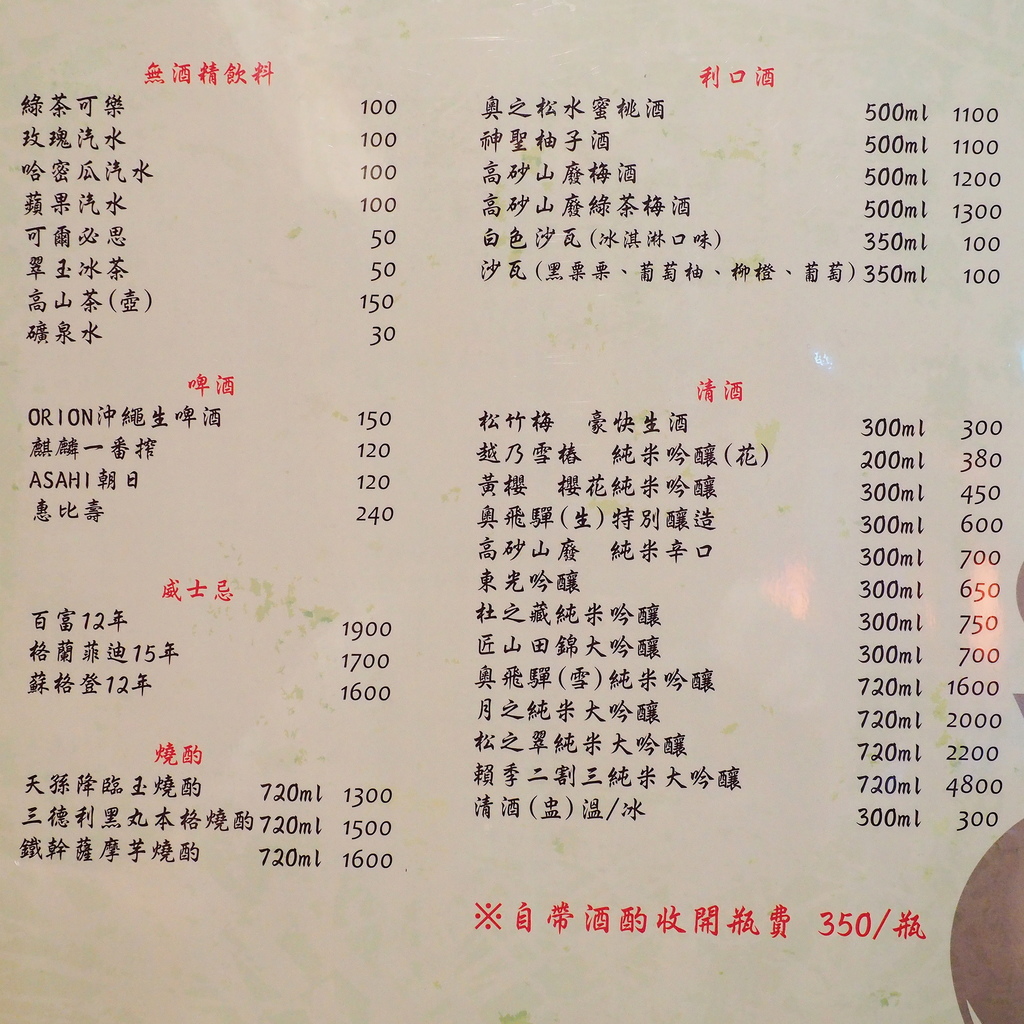 無酒精飲料
綠茶可樂 100
玫瑰汽水 100
哈密瓜汽水 100
蘋果汽水 100
可爾必思 50
翠玉冰茶 50
高山茶(壺) 150
礦泉水 30
啤酒
ORION沖繩生啤酒 150
麒麟一番搾 120
ASAHI朝日 120
惠比壽 240
威士忌
百富12年 1900
格蘭菲迪15年 1700
蘇格登12年 1600
燒酌
天孫降臨玉燒酌 720ml 1300
三德利黑丸本格燒酌 720ml 1500
鐵幹薩摩芋燒酌 720ml 1600
利口酒
奧之松水蜜桃酒 500ml 1100
神聖柚子酒 500ml 1100
高砂山廢梅酒 500ml 1200
高砂山廢綠茶梅酒 500ml 1300
白色沙瓦(冰淇淋口味) 350ml 100
沙瓦(黑栗栗、葡萄柚、柳橙、葡萄) 350ml 100
清酒
松竹梅 豪快生酒 300ml 300
越乃雪椿 純米吟釀(花) 200ml 380
黃櫻 櫻花純米吟釀 300ml 450
奧飛驒(生)特別釀造 300ml 600
高砂山廢 純米辛口 300ml 700
東光吟釀 300ml 650
杜之藏純米吟釀 300ml 750
匠山田錦大吟釀 300ml 700
奧飛驒(雪)純米吟釀 720ml 1600
月之純米大吟釀 720ml 2000
松之翠純米大吟釀 720ml 2200
賴季二割三純米大吟釀 720ml 4800
清酒(盅)溫/冰 300ml 300
※自帶酒酌收開瓶費 350/瓶